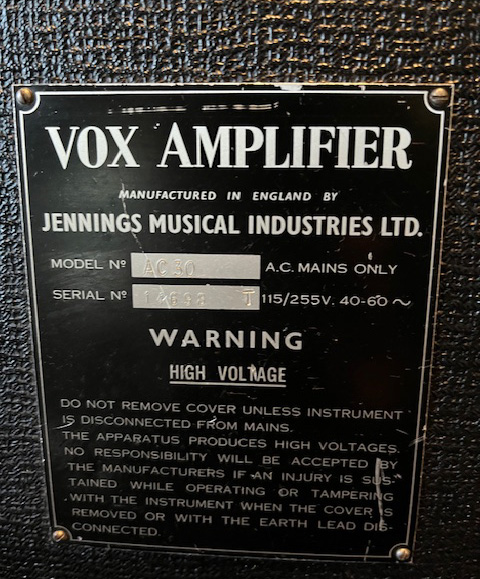 VOX AMPLIFIER
MANUFACTURED IN ENGLAND BY
JENNINGS MUSICAL INDUSTRIES LTD.
MODEL Nº AC30 A.C. MAINS ONLY
SERIAL Nº T 115/255V. 40-60 ~
WARNING
HIGH VOLTAGE
DO NOT REMOVE COVER UNLESS INSTRUMENT
IS DISCONNECTED FROM MAINS.
THE APPARATUS PRODUCES HIGH VOLTAGES.
NO RESPONSIBILITY WILL BE ACCEPTED BY
THE MANUFACTURERS IF AN INJURY IS SUS-
TAINED WHILE OPERATING OR TAMPERING
WITH THE INSTRUMENT WHEN THE COVER IS
REMOVED OR WITH THE EARTH LEAD DIS-
CONNECTED.